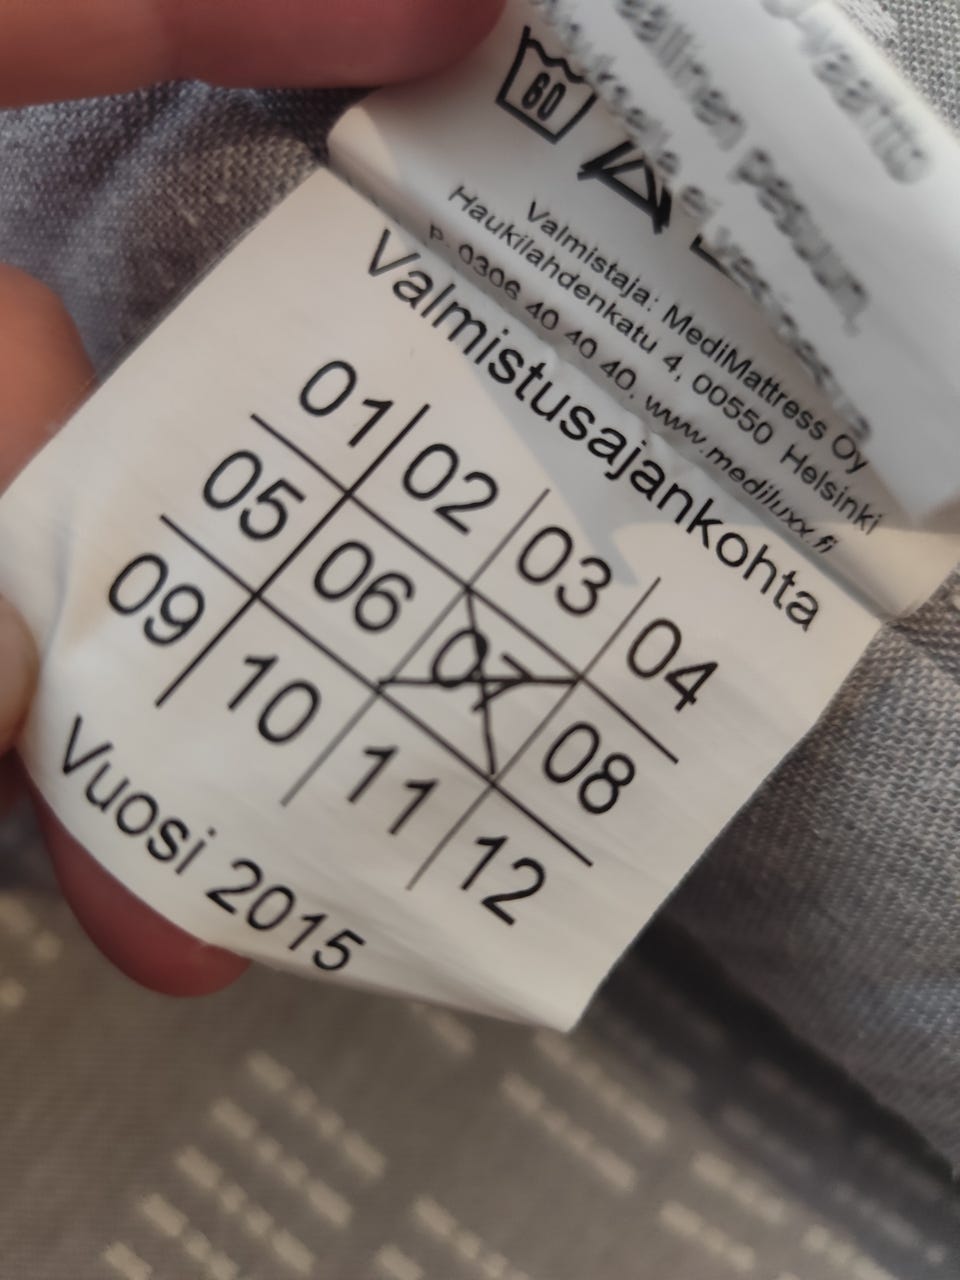 60
Valmistaja: MediMattress Oy
Haukilahdenkatu 4, 00550 Helsinki
P. 0306 40 40 40, www.mediluxx.fi
Valmistusajankohta
01 02 03 04
05 06 07 08
09 10 11 12
Vuosi 2015